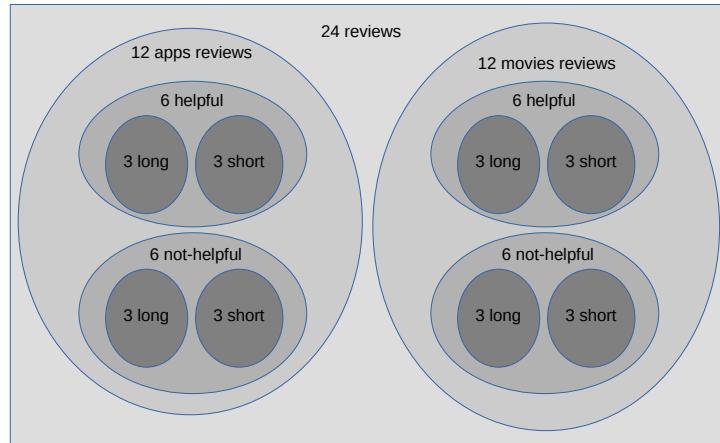 24 reviews
12 apps reviews
6 helpful
3 long
3 short
6 not-helpful
3 long
3 short
12 movies reviews
6 helpful
3 long
3 short
6 not-helpful
3 long
3 short